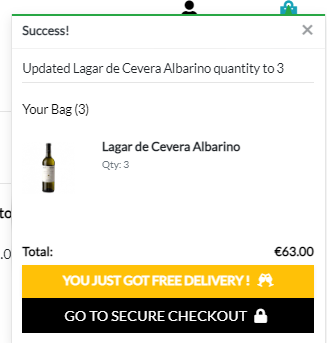 Success!
×
Updated Lagar de Cevera Albarino quantity to 3
Your Bag (3)
Lagar de Cevera Albarino
Qty: 3
to
.0
Total: €63.00
YOU JUST GOT FREE DELIVERY !
GO TO SECURE CHECKOUT